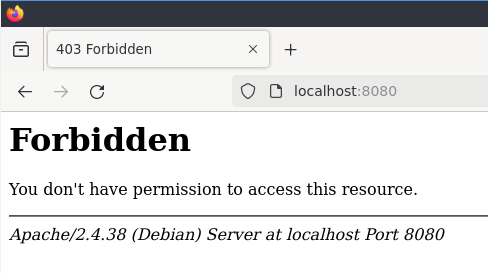 403 Forbidden
localhost:8080
Forbidden
You don't have permission to access this resource.
Apache/2.4.38 (Debian) Server at localhost Port 8080